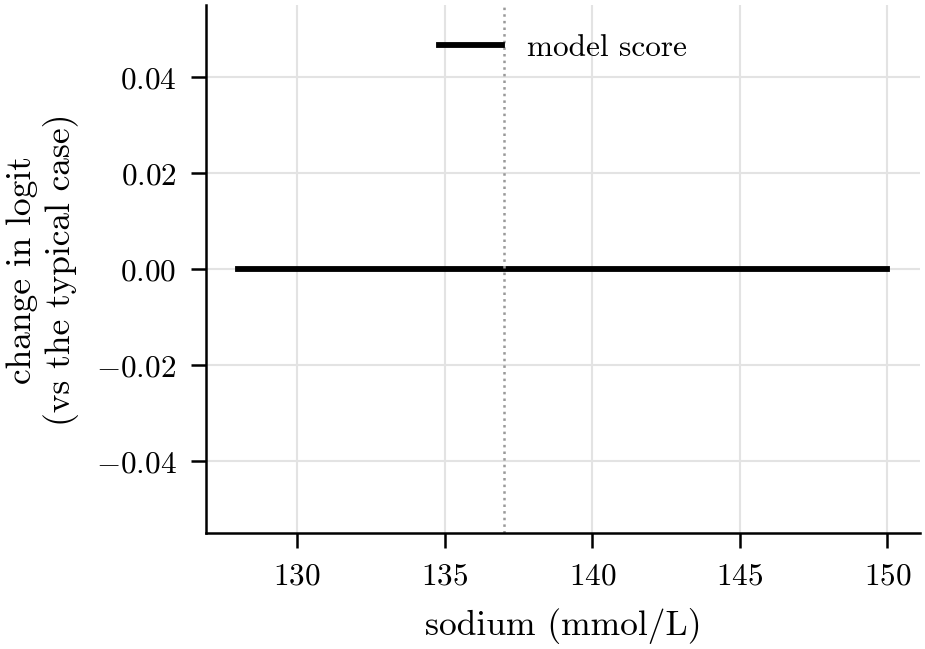 model score
0.04
0.02
0.00
−0.02
−0.04
change in logit
(vs the typical case)
130 135 140 145 150
sodium (mmol/L)